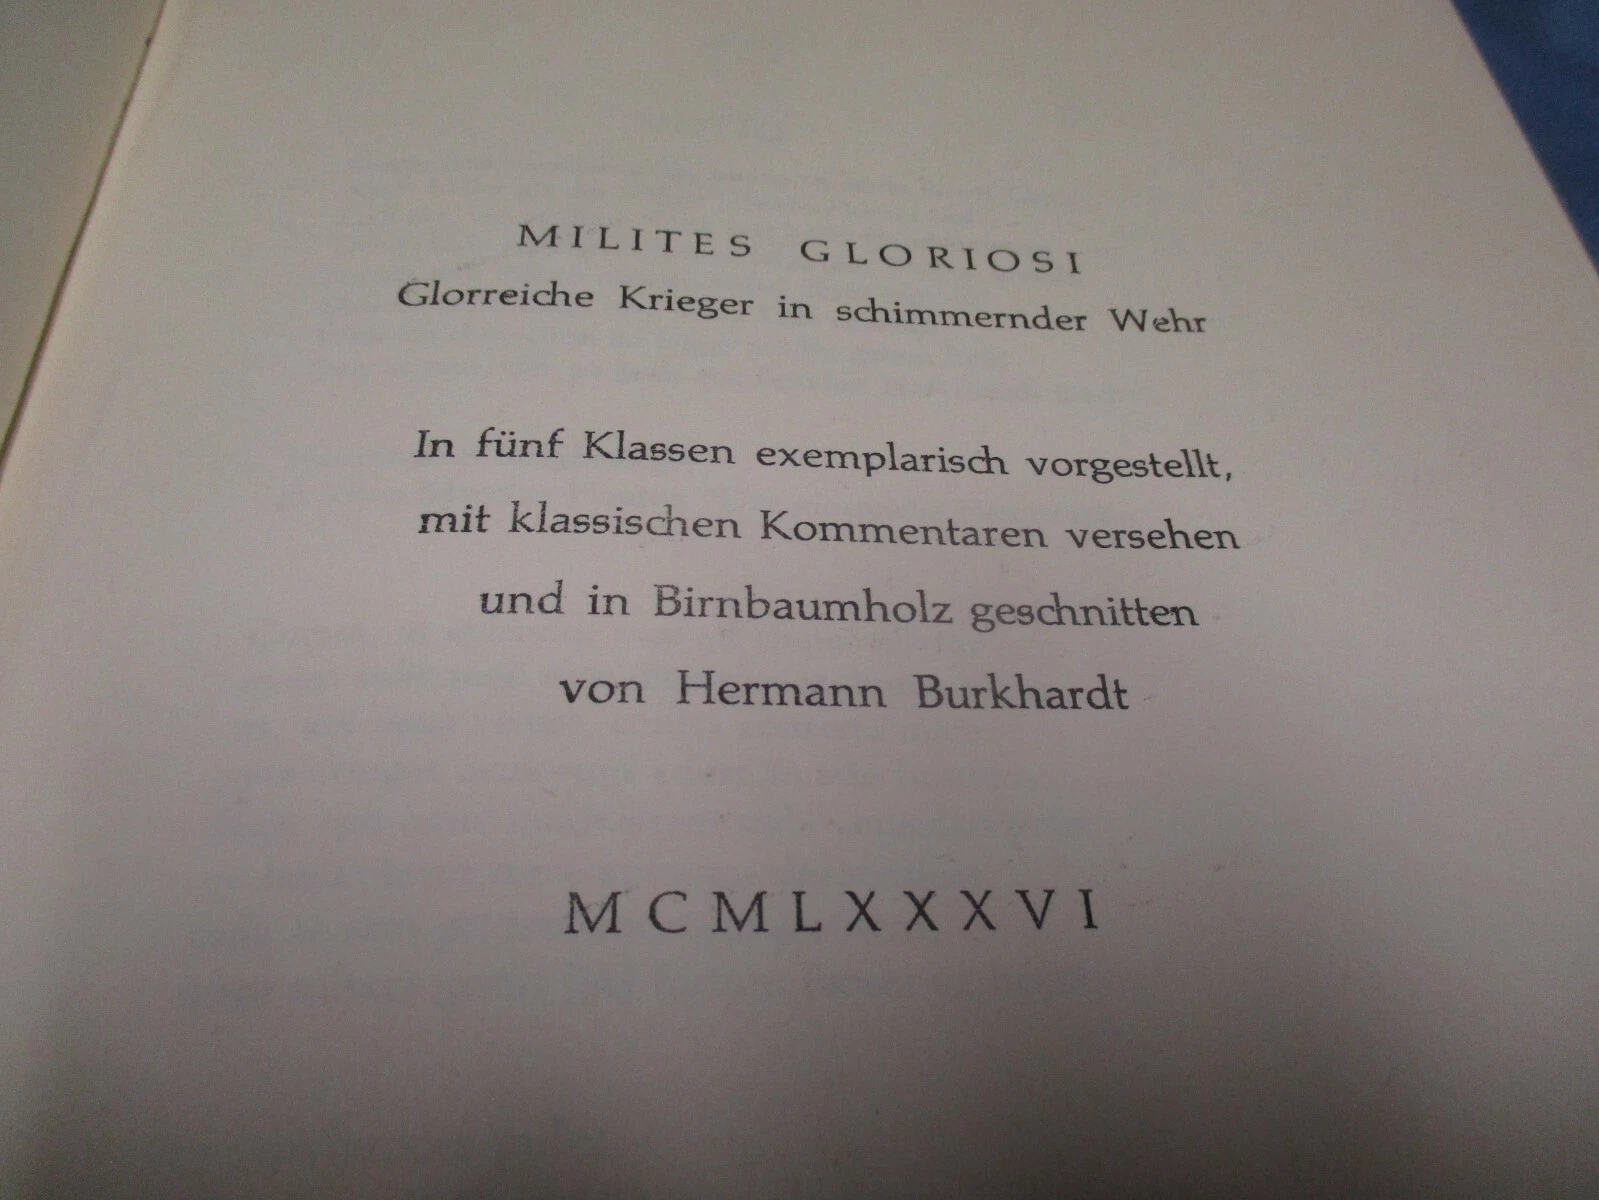 MILITES GLORIOSI
Glorreiche Krieger in schimmernder Wehr
In fünf Klassen exemplarisch vorgestellt,
mit klassischen Kommentaren versehen
und in Birnbaumholz geschnitten
von Hermann Burkhardt
MCMLXXXVI